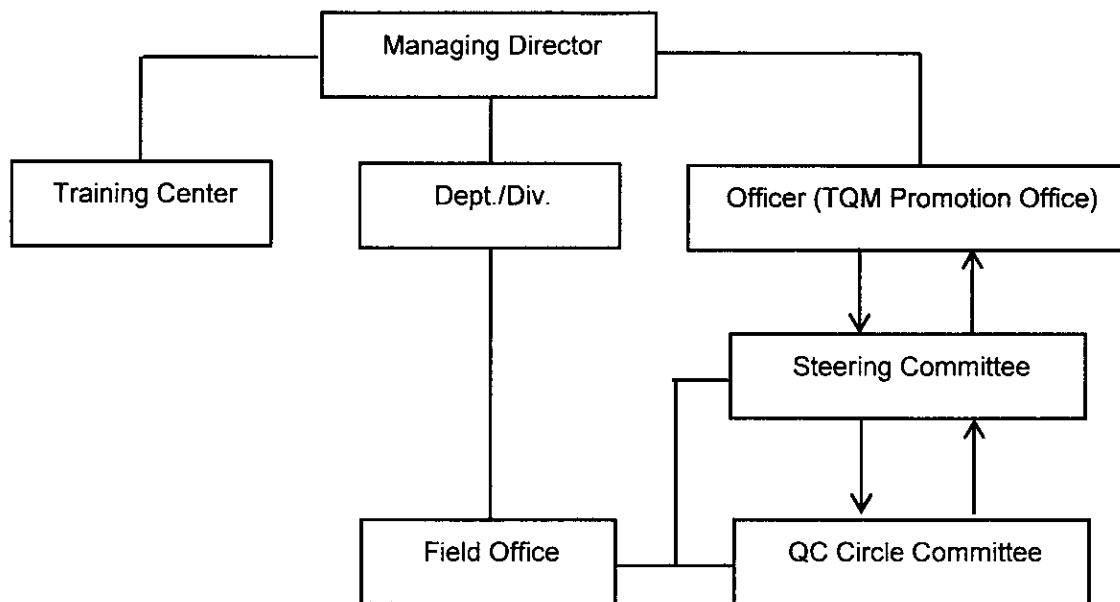 Managing Director
Training Center
Dept./Div.
Officer (TQM Promotion Office)
Steering Committee
Field Office
QC Circle Committee